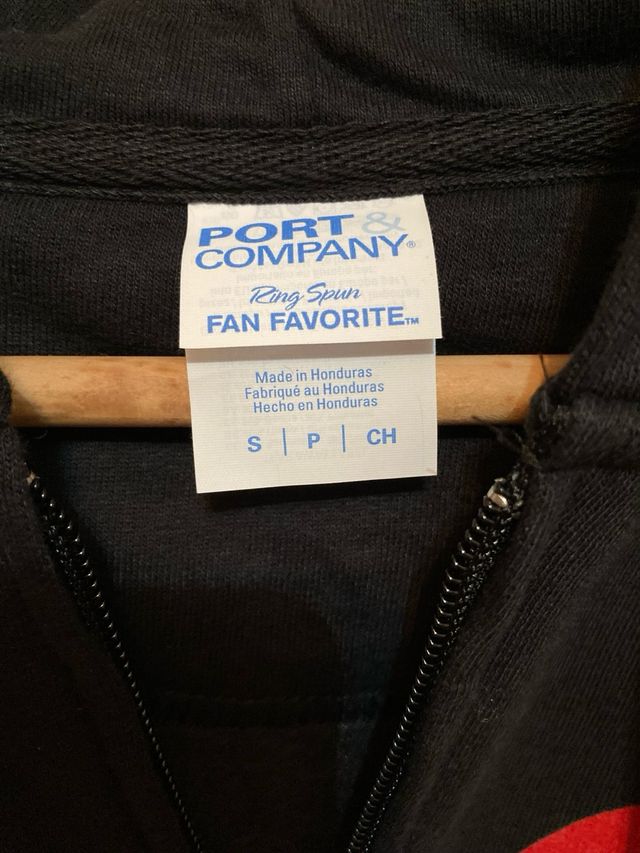 PORT &
COMPANY®
Ring Spun
FAN FAVORITE™
Made in Honduras
Fabriqué au Honduras
Hecho en Honduras
S | P | CH